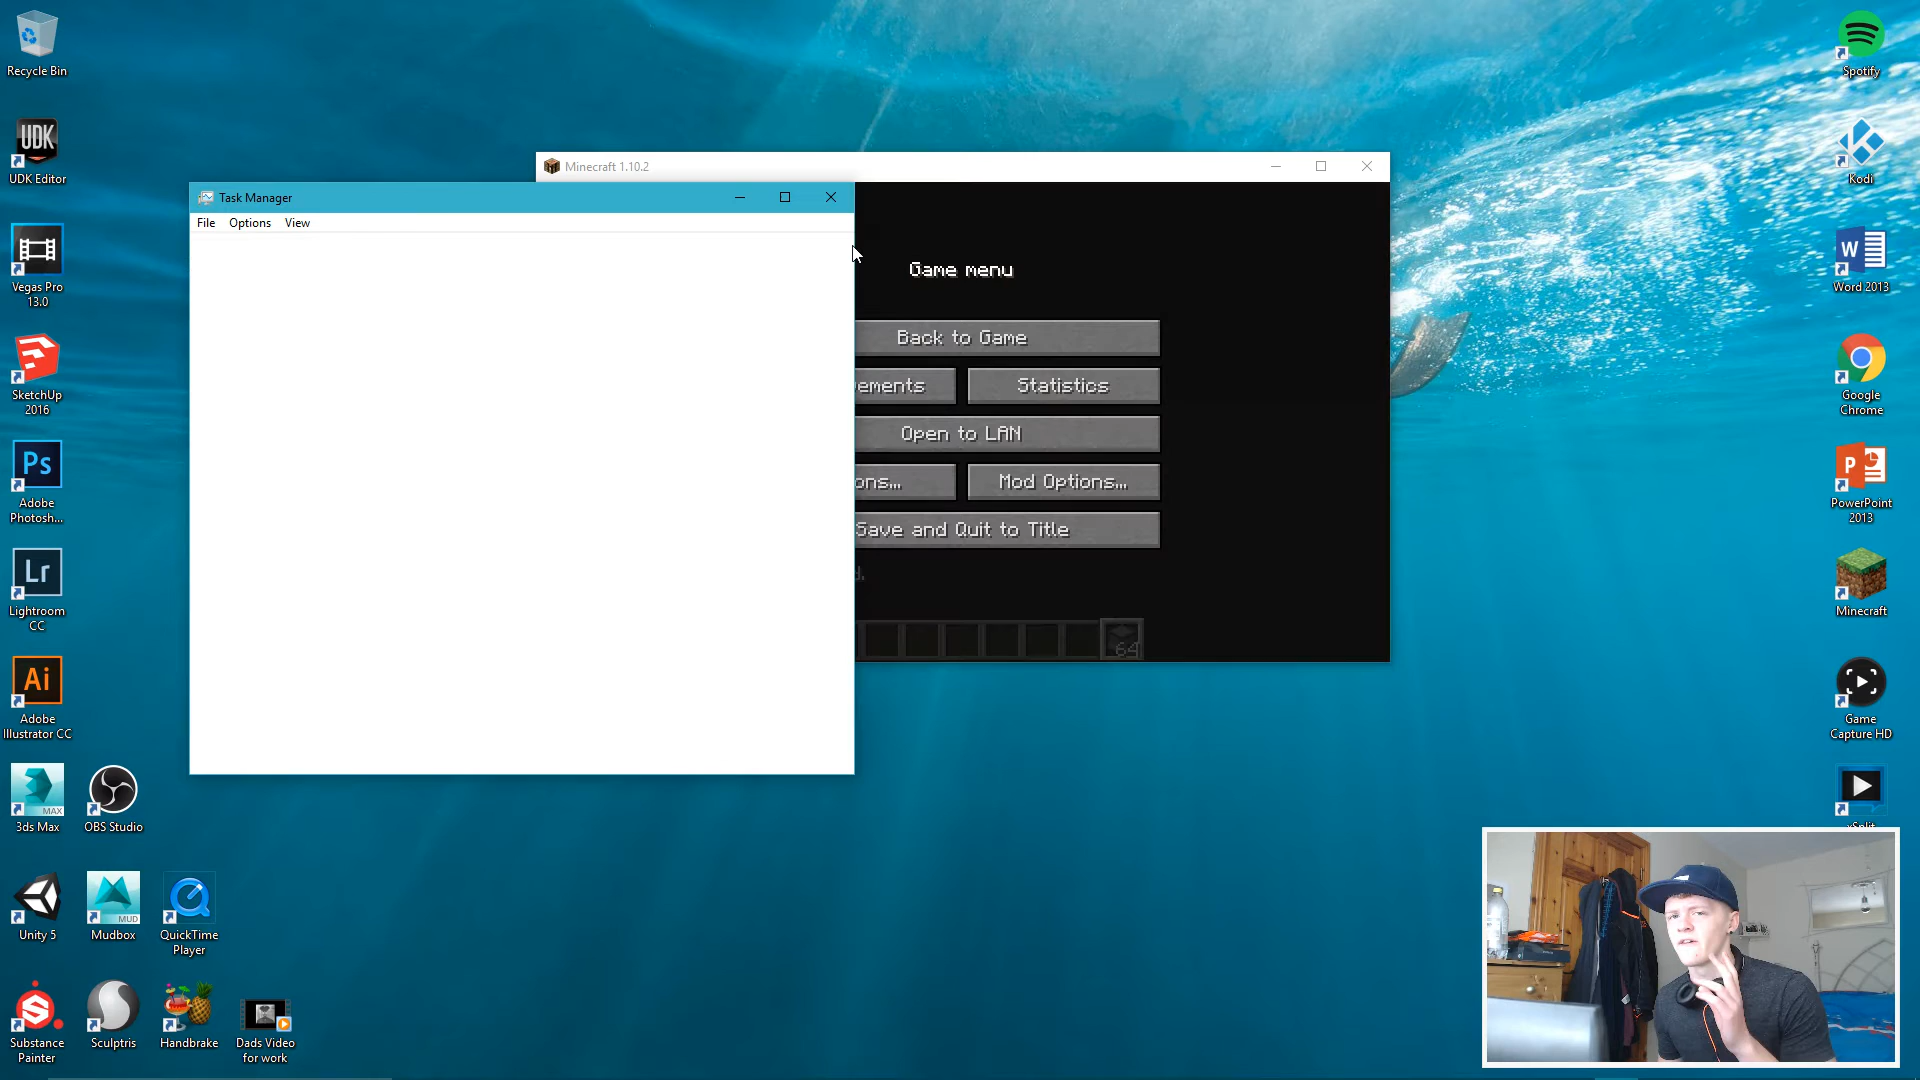 Recycle Bin
UDK
UDK Editor
Vegas Pro
13.0
SketchUp
2016
Ps
Adobe
Photosh...
Lr
Lightroom
CC
Ai
Adobe
Illustrator CC
MAX
3ds Max
OBS Studio
Unity 5
MUD
Mudbox
QuickTime
Player
Substance
Painter
Sculptris
Handbrake
Dads Video
for work
Minecraft 1.10.2
Task Manager
File Options View
Game menu
Back to Game
ements
Statistics
Open to LAN
ons...
Mod Options...
Save and Quit to Title
d.
64
Spotify
Kodi
W
Word 2013
Google
Chrome
P
PowerPoint
2013
Minecraft
Game
Capture HD